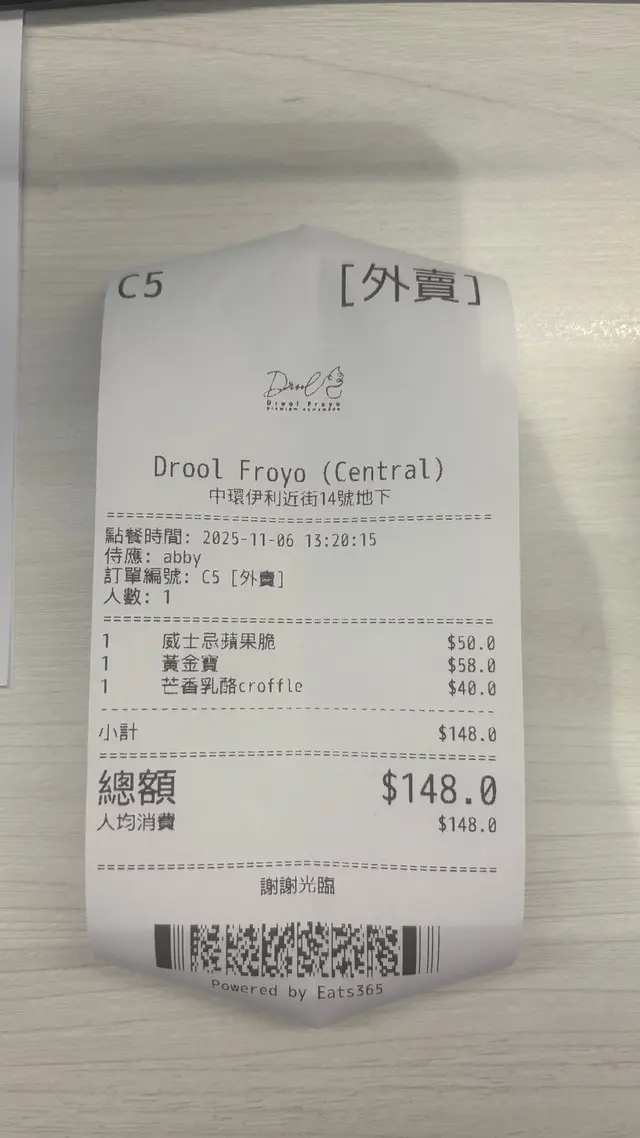 C5 [外賣]
Drool
Drool Froyo
Drool Froyo (Central)
中環伊利近街14號地下
點餐時間: 2025-11-06 13:20:15
侍應: abby
訂單編號: C5 [外賣]
人數: 1
1 威士忌蘋果脆 $50.0
1 黃金寶 $58.0
1 芒香乳酪croffle $40.0
小計 $148.0
總額 $148.0
人均消費 $148.0
謝謝光臨
Powered by Eats365